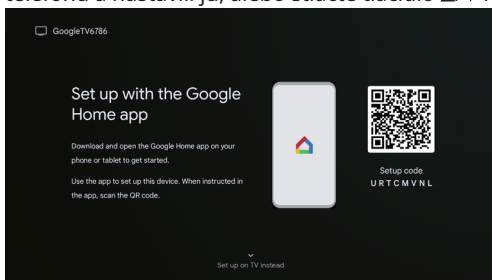 GoogleTV6786
Set up with the Google
Home app
Download and open the Google Home app on your
phone or tablet to get started.
Use the app to set up this device. When instructed in
the app, scan the QR code.
Setup code
URTCMVNL
Set up on TV instead